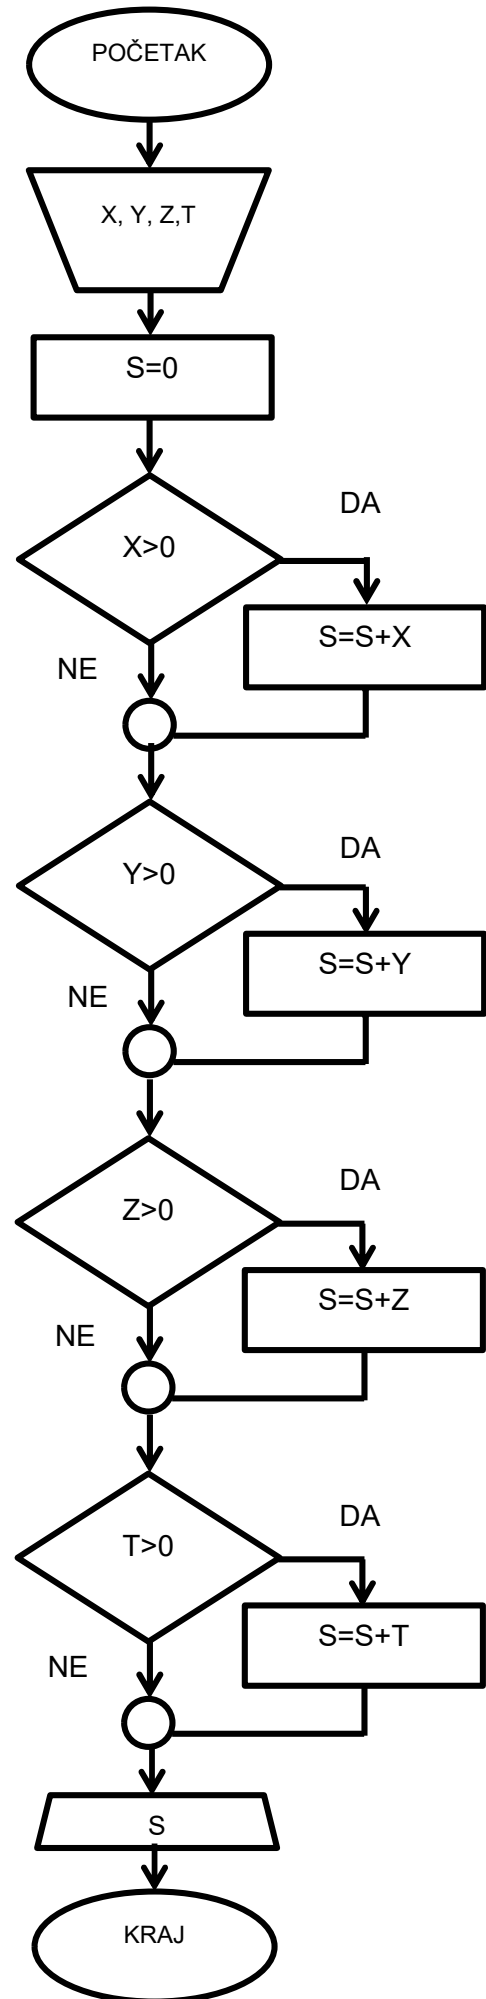 POČETAK
X, Y, Z,T
S=0
X>0
DA
S=S+X
NE
Y>0
DA
S=S+Y
NE
Z>0
DA
S=S+Z
NE
T>0
DA
S=S+T
NE
S
KRAJ